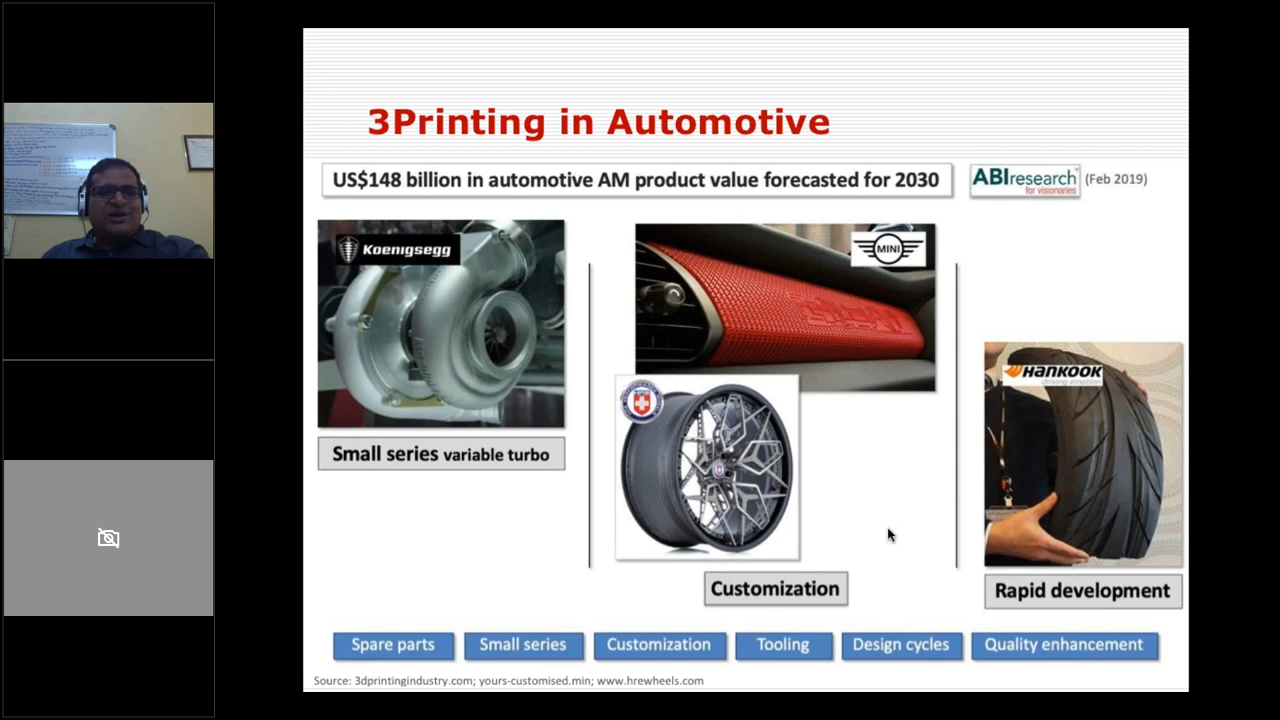 3Printing in Automotive
US$148 billion in automotive AM product value forecasted for 2030
ABIresearch®
for visionaries
(Feb 2019)
Koenigsegg
MINI
HANKOOK
driving emotion
Small series variable turbo
Customization
Rapid development
Spare parts
Small series
Customization
Tooling
Design cycles
Quality enhancement
Source: 3dprintingindustry.com; yours-customised.min; www.hrewheels.com